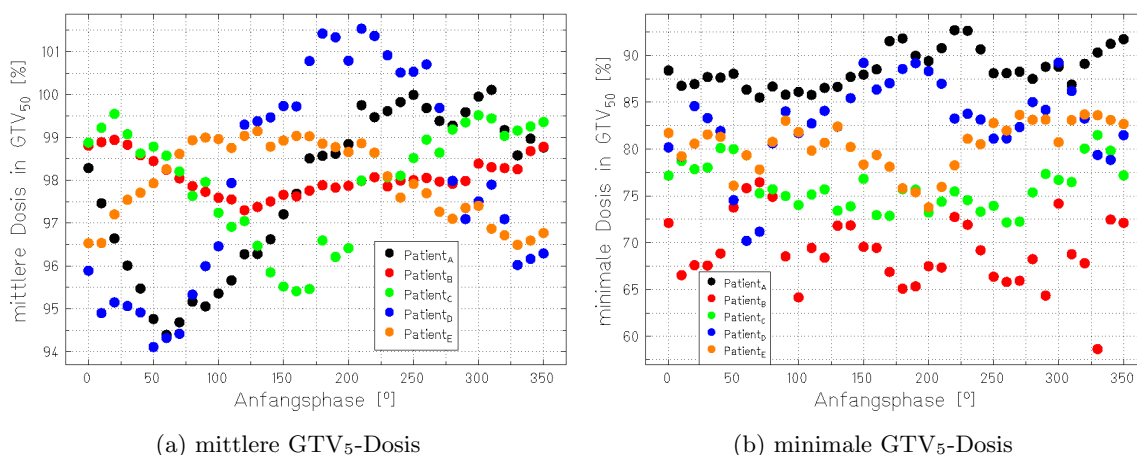 mittlere Dosis in GTV50 [%]
101
100
99
98
97
96
95
94
0
50
100
150
200
250
300
350
Anfangsphase [º]
PatientA
PatientB
PatientC
PatientD
PatientE
(a) mittlere GTV5-Dosis
minimale Dosis in GTV50 [%]
90
85
80
75
70
65
60
0
50
100
150
200
250
300
350
Anfangsphase [º]
PatientA
PatientB
PatientC
PatientD
PatientE
(b) minimale GTV5-Dosis